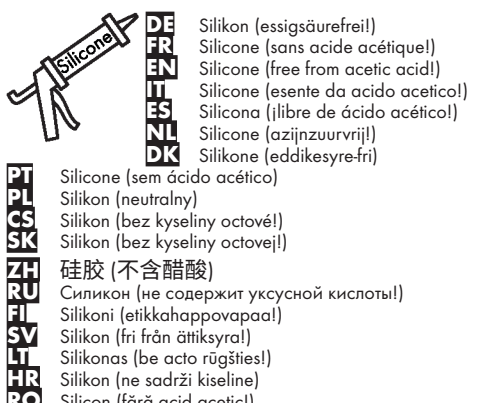 Silicone
DE Silikon (essigsäurefrei!)
FR Silicone (sans acide acétique!)
EN Silicone (free from acetic acid!)
IT Silicone (esente da acido acetico!)
ES Silicona (¡libre de ácido acético!)
NL Silicone (azijnzuurvrij!)
DK Silikone (eddikesyre-fri)
PT Silicone (sem ácido acético)
PL Silikon (neutralny)
CS Silikon (bez kyseliny octové!)
SK Silikon (bez kyseliny octovej!)
ZH 硅胶 (不含醋酸)
RU Силикон (не содержит уксусной кислоты!)
FI Silikoni (etikkahappovapaa!)
SV Silikon (fri från ättiksyra!)
LT Silikonas (be acto rūgšties!)
HR Silikon (ne sadrži kiseline)
RO Silicon (fără acid acetic!)